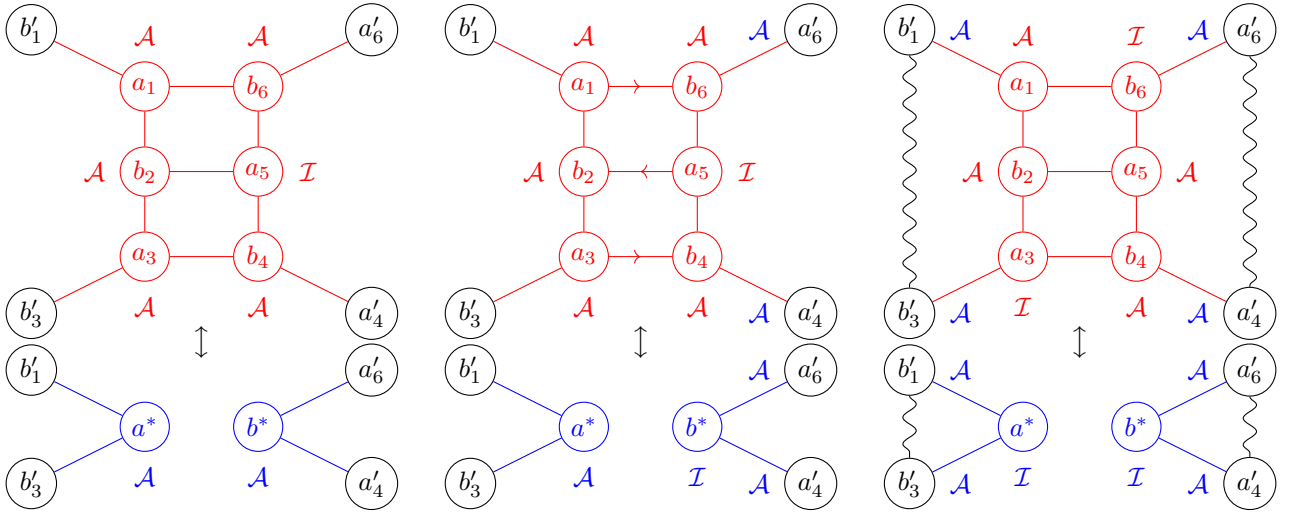 b′₁ 𝒜 𝒜 a′₆ b′₁ 𝒜 𝒜 𝒜 a′₆ b′₁ 𝒜 𝒜 ℐ 𝒜 a′₆
a₁ b₆ a₁ b₆ a₁ b₆
𝒜 b₂ a₅ ℐ 𝒜 b₂ a₅ ℐ 𝒜 b₂ a₅ 𝒜
a₃ b₄ a₃ b₄ a₃ b₄
b′₃ 𝒜 𝒜 a′₄ b′₃ 𝒜 𝒜 𝒜 a′₄ b′₃ 𝒜 ℐ 𝒜 𝒜 a′₄
↕ ↕ ↕
b′₁ a′₆ b′₁ 𝒜 a′₆ b′₁ 𝒜 𝒜 a′₆
a* b* a* b* a* b*
b′₃ 𝒜 𝒜 a′₄ b′₃ 𝒜 ℐ 𝒜 a′₄ b′₃ 𝒜 ℐ ℐ 𝒜 a′₄